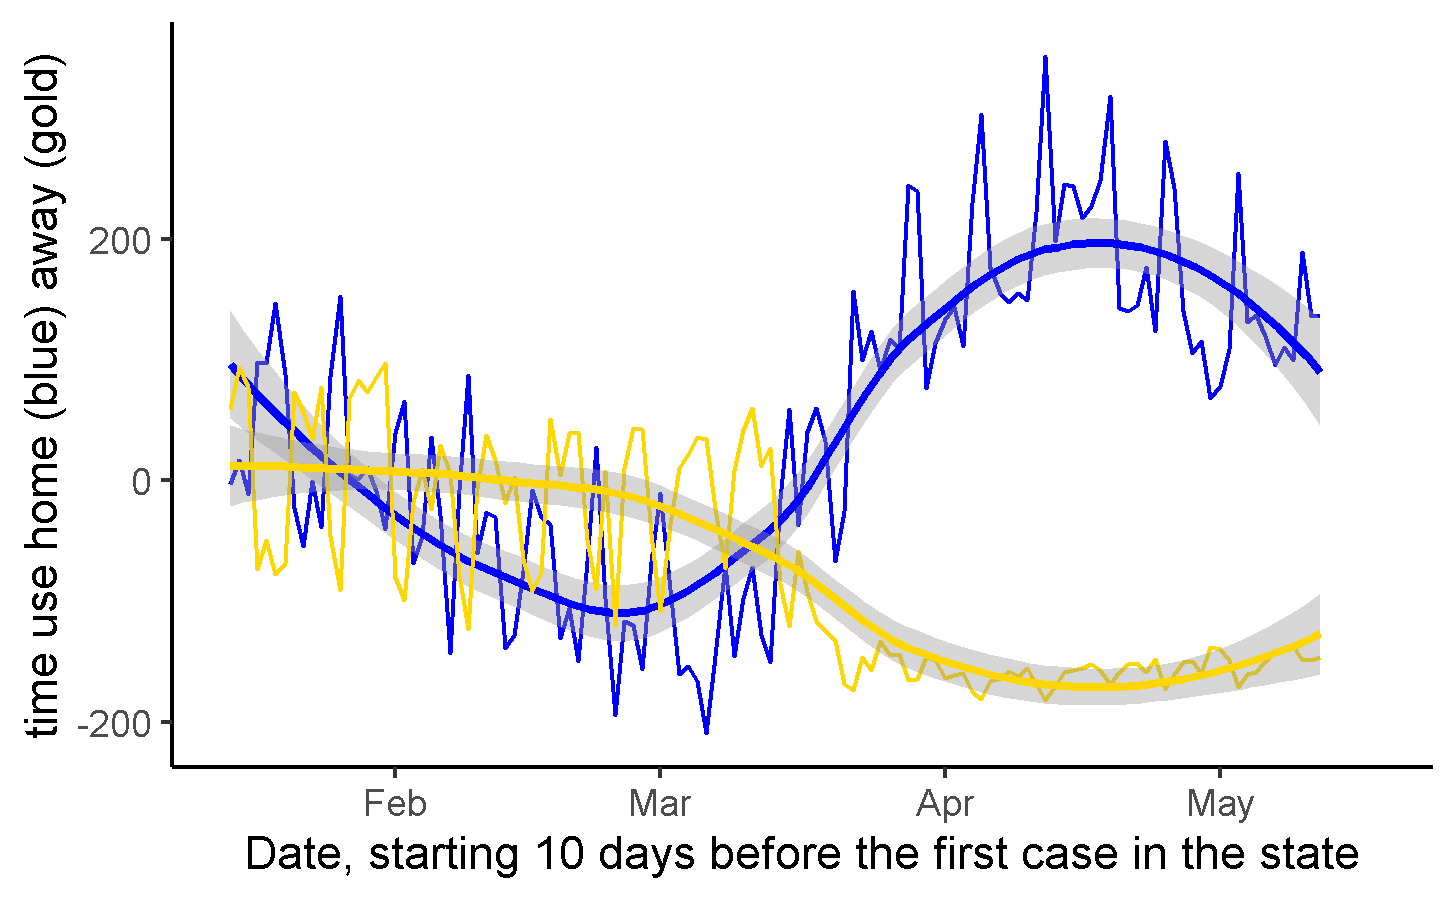 time use home (blue) away (gold)
200
0
-200
Feb
Mar
Apr
May
Date, starting 10 days before the first case in the state